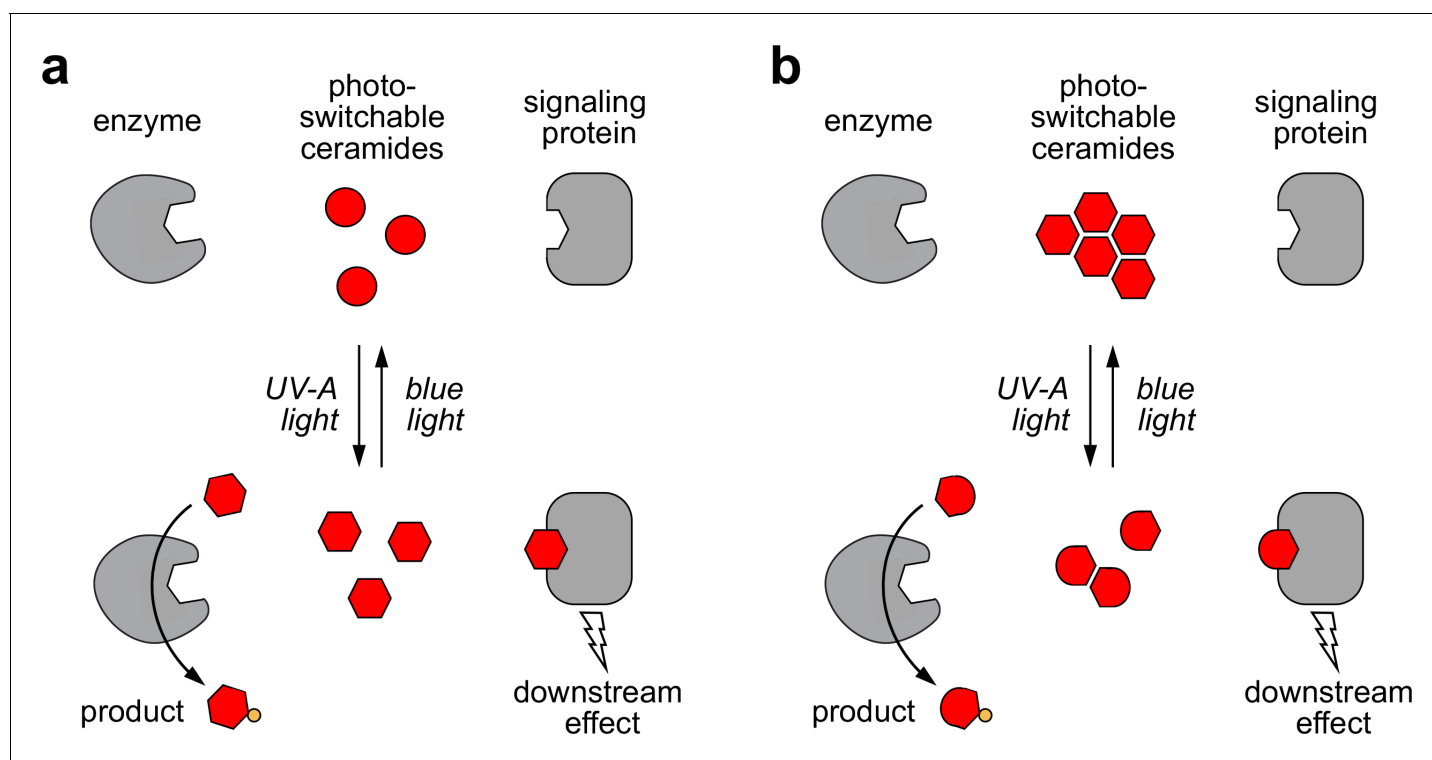 a
enzyme
photo-
switchable
ceramides
signaling
protein
UV-A
light
blue
light
product
downstream
effect
b
enzyme
photo-
switchable
ceramides
signaling
protein
UV-A
light
blue
light
product
downstream
effect